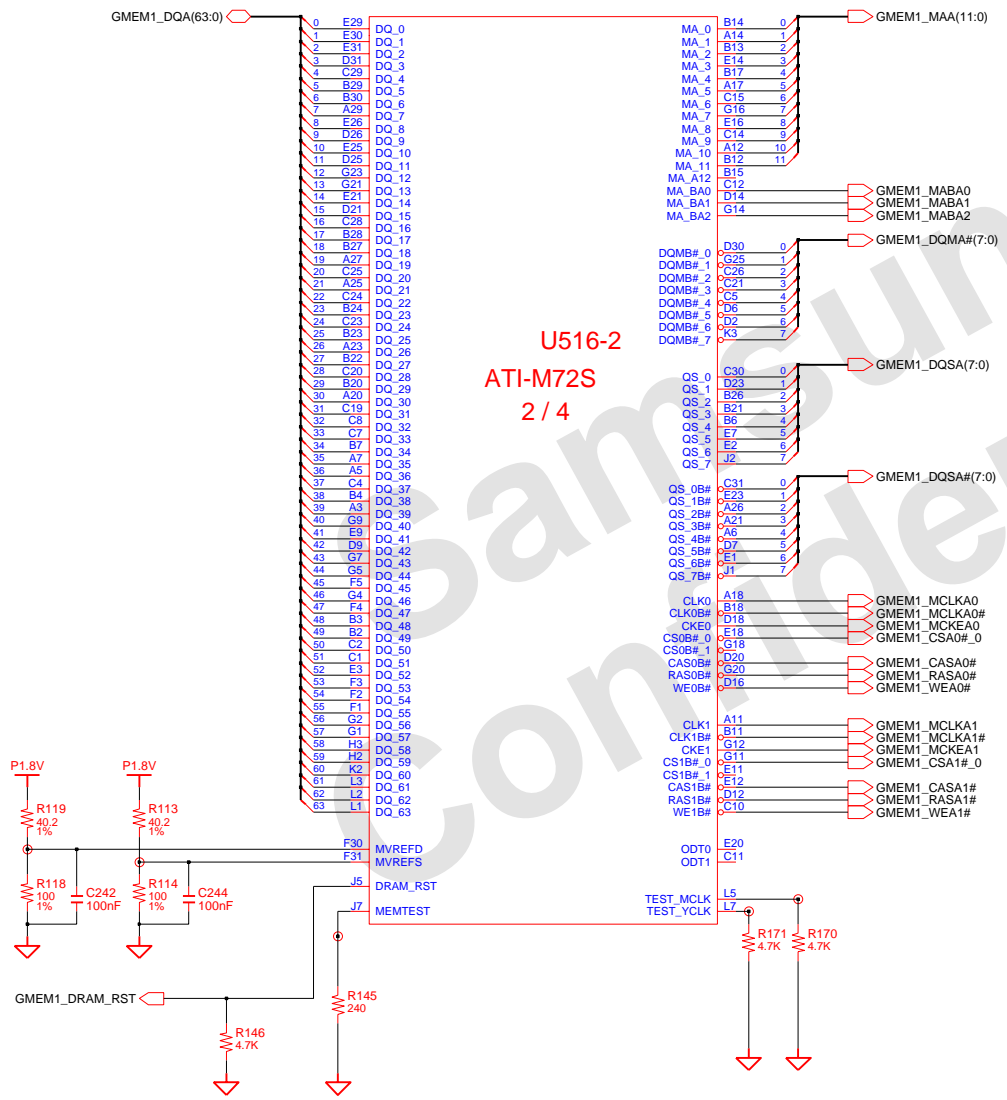 GMEM1_DQA(63:0)
0 E29 DQ_0
1 E30 DQ_1
2 E31 DQ_2
3 D31 DQ_3
4 C29 DQ_4
5 B29 DQ_5
6 B30 DQ_6
7 A29 DQ_7
8 E26 DQ_8
9 D26 DQ_9
10 E25 DQ_10
11 D25 DQ_11
12 G23 DQ_12
13 G21 DQ_13
14 E21 DQ_14
15 D21 DQ_15
16 C28 DQ_16
17 B28 DQ_17
18 B27 DQ_18
19 A27 DQ_19
20 C25 DQ_20
21 A25 DQ_21
22 C24 DQ_22
23 B24 DQ_23
24 C23 DQ_24
25 B23 DQ_25
26 A23 DQ_26
27 B22 DQ_27
28 C20 DQ_28
29 B20 DQ_29
30 A20 DQ_30
31 C19 DQ_31
32 C8 DQ_32
33 C7 DQ_33
34 B7 DQ_34
35 A7 DQ_35
36 A5 DQ_36
37 C4 DQ_37
38 B4 DQ_38
39 A3 DQ_39
40 G9 DQ_40
41 E9 DQ_41
42 D9 DQ_42
43 G7 DQ_43
44 G5 DQ_44
45 F5 DQ_45
46 G4 DQ_46
47 F4 DQ_47
48 B3 DQ_48
49 B2 DQ_49
50 C2 DQ_50
51 C1 DQ_51
52 E3 DQ_52
53 F3 DQ_53
54 F2 DQ_54
55 F1 DQ_55
56 G2 DQ_56
57 G1 DQ_57
58 H3 DQ_58
59 H2 DQ_59
60 K2 DQ_60
61 L3 DQ_61
62 L2 DQ_62
63 L1 DQ_63
F30 MVREFD
F31 MVREFS
J5 DRAM_RST
J7 MEMTEST
U516-2
ATI-M72S
2 / 4
MA_0 B14 0
MA_1 A14 1
MA_2 B13 2
MA_3 E14 3
MA_4 B17 4
MA_5 A17 5
MA_6 C15 6
MA_7 G16 7
MA_8 E16 8
MA_9 C14 9
MA_10 A12 10
MA_11 B12 11
MA_A12 B15
MA_BA0 C12
MA_BA1 D14
MA_BA2 G14
GMEM1_MAA(11:0)
GMEM1_MABA0
GMEM1_MABA1
GMEM1_MABA2
DQMB#_0 D30 0
DQMB#_1 G25 1
DQMB#_2 C26 2
DQMB#_3 C21 3
DQMB#_4 C5 4
DQMB#_5 D6 5
DQMB#_6 D2 6
DQMB#_7 K3 7
GMEM1_DQMA#(7:0)
QS_0 C30 0
QS_1 D23 1
QS_2 B26 2
QS_3 B21 3
QS_4 B6 4
QS_5 E7 5
QS_6 E2 6
QS_7 J2 7
GMEM1_DQSA(7:0)
QS_0B# C31 0
QS_1B# E23 1
QS_2B# A26 2
QS_3B# A21 3
QS_4B# A6 4
QS_5B# D7 5
QS_6B# E1 6
QS_7B# J1 7
GMEM1_DQSA#(7:0)
CLK0 A18 GMEM1_MCLKA0
CLK0B# B18 GMEM1_MCLKA0#
CKE0 D18 GMEM1_MCKEA0
CS0B#_0 E18 GMEM1_CSA0#_0
CS0B#_1 G18
CAS0B# D20 GMEM1_CASA0#
RAS0B# G20 GMEM1_RASA0#
WE0B# D16 GMEM1_WEA0#
CLK1 A11 GMEM1_MCLKA1
CLK1B# B11 GMEM1_MCLKA1#
CKE1 G12 GMEM1_MCKEA1
CS1B#_0 G11 GMEM1_CSA1#_0
CS1B#_1 E11
CAS1B# E12 GMEM1_CASA1#
RAS1B# D12 GMEM1_RASA1#
WE1B# C10 GMEM1_WEA1#
ODT0 E20
ODT1 C11
TEST_MCLK L5
TEST_YCLK L7
P1.8V
P1.8V
R119
40.2
1%
R113
40.2
1%
R118
100
1%
C242
100nF
R114
100
1%
C244
100nF
R171
4.7K
R170
4.7K
GMEM1_DRAM_RST
R145
240
R146
4.7K